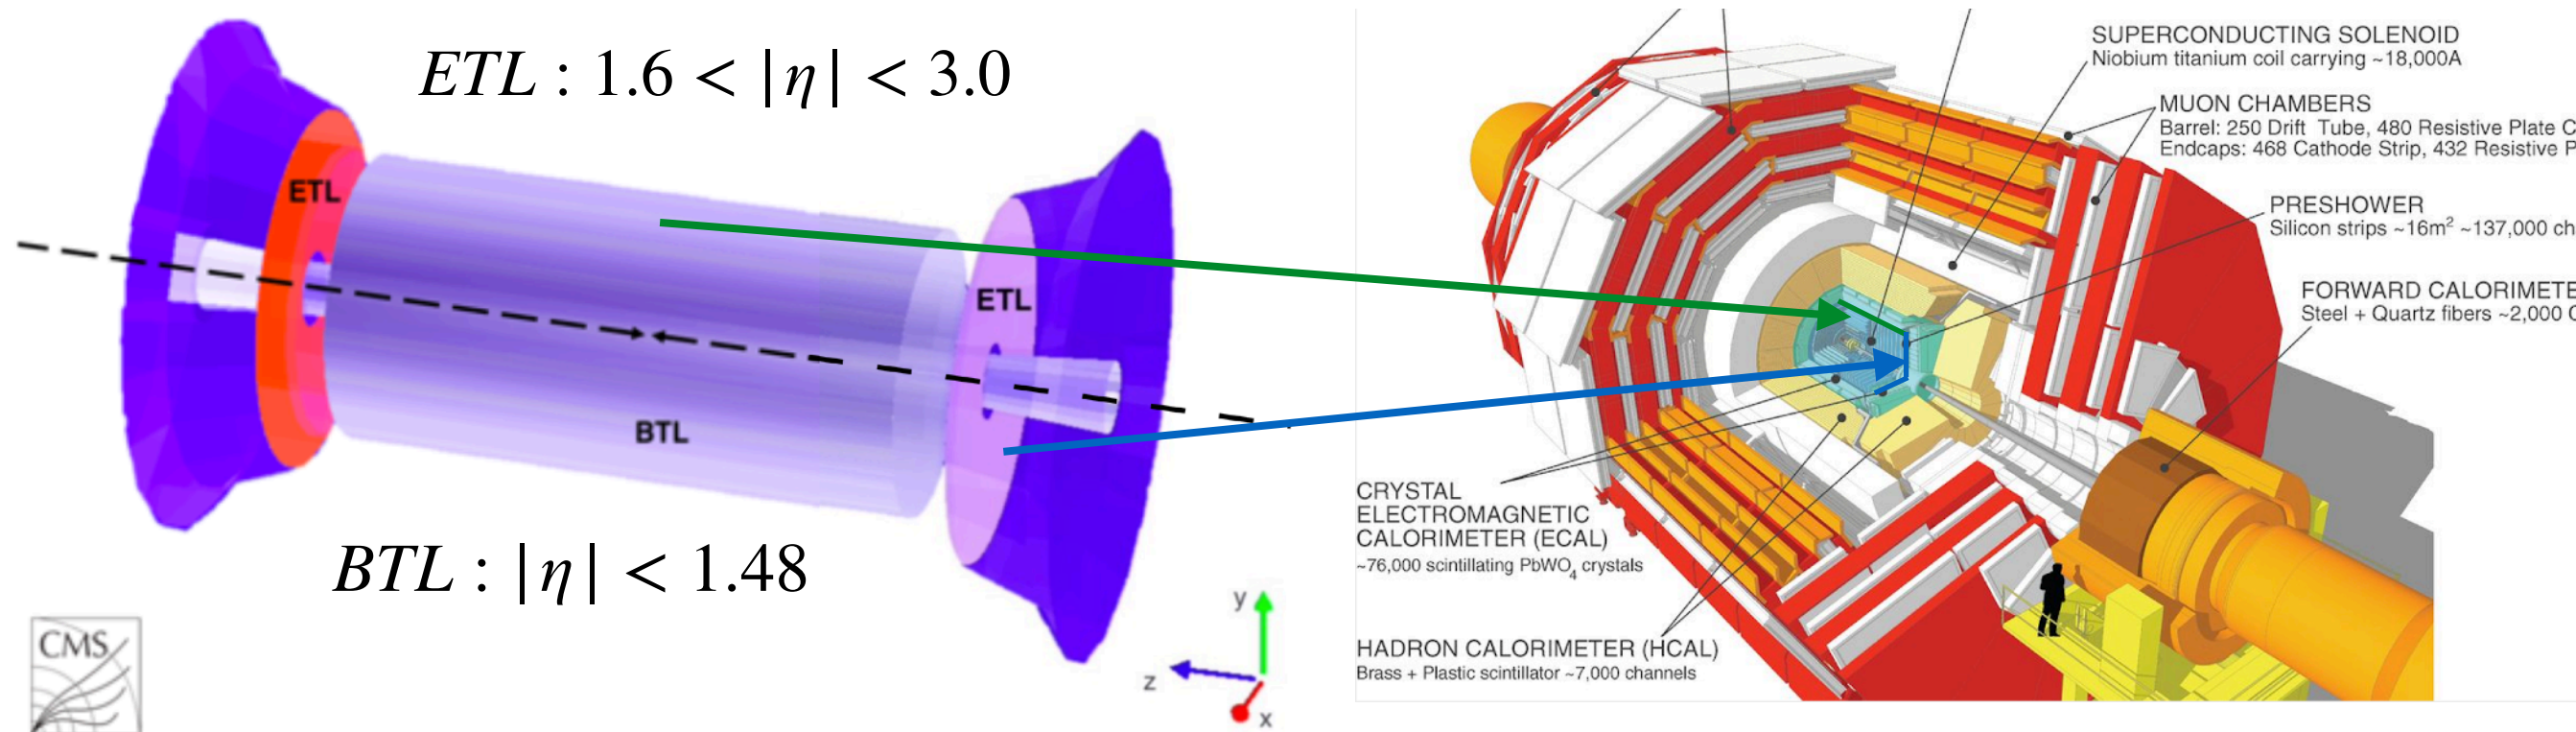 ETL : 1.6 < |η| < 3.0
ETL
ETL
BTL
BTL : |η| < 1.48
CMS
y
z
x
SUPERCONDUCTING SOLENOID
Niobium titanium coil carrying ~18,000A
MUON CHAMBERS
Barrel: 250 Drift Tube, 480 Resistive Plate
Endcaps: 468 Cathode Strip, 432 Resistive
PRESHOWER
Silicon strips ~16m² ~137,000
FORWARD
Steel + Quartz fibers ~2,000
CRYSTAL
ELECTROMAGNETIC
CALORIMETER (ECAL)
~76,000 scintillating PbWO₄ crystals
HADRON CALORIMETER (HCAL)
Brass + Plastic scintillator ~7,000 channels